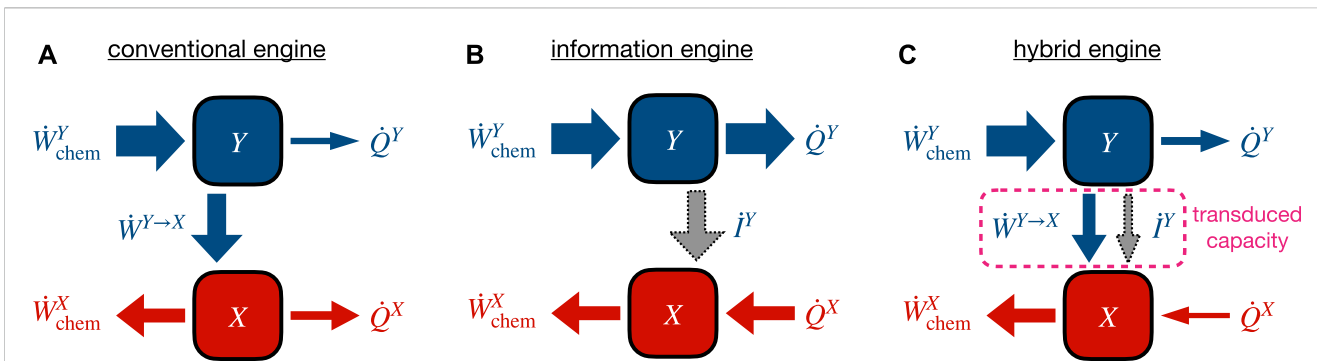 A conventional engine
Ẇ^Y_chem Y Q̇^Y
Ẇ^{Y→X}
Ẇ^X_chem X Q̇^X
B information engine
Ẇ^Y_chem Y Q̇^Y
İ^Y
Ẇ^X_chem X Q̇^X
C hybrid engine
Ẇ^Y_chem Y Q̇^Y
Ẇ^{Y→X} İ^Y transduced
capacity
Ẇ^X_chem X Q̇^X